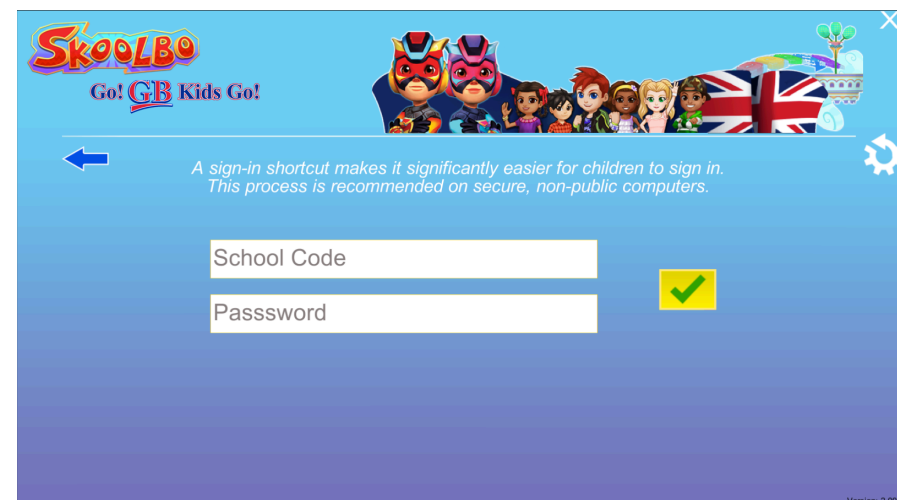 SKOOLBO
Go! GB Kids Go!
A sign-in shortcut makes it significantly easier for children to sign in.
This process is recommended on secure, non-public computers.
School Code
Passsword